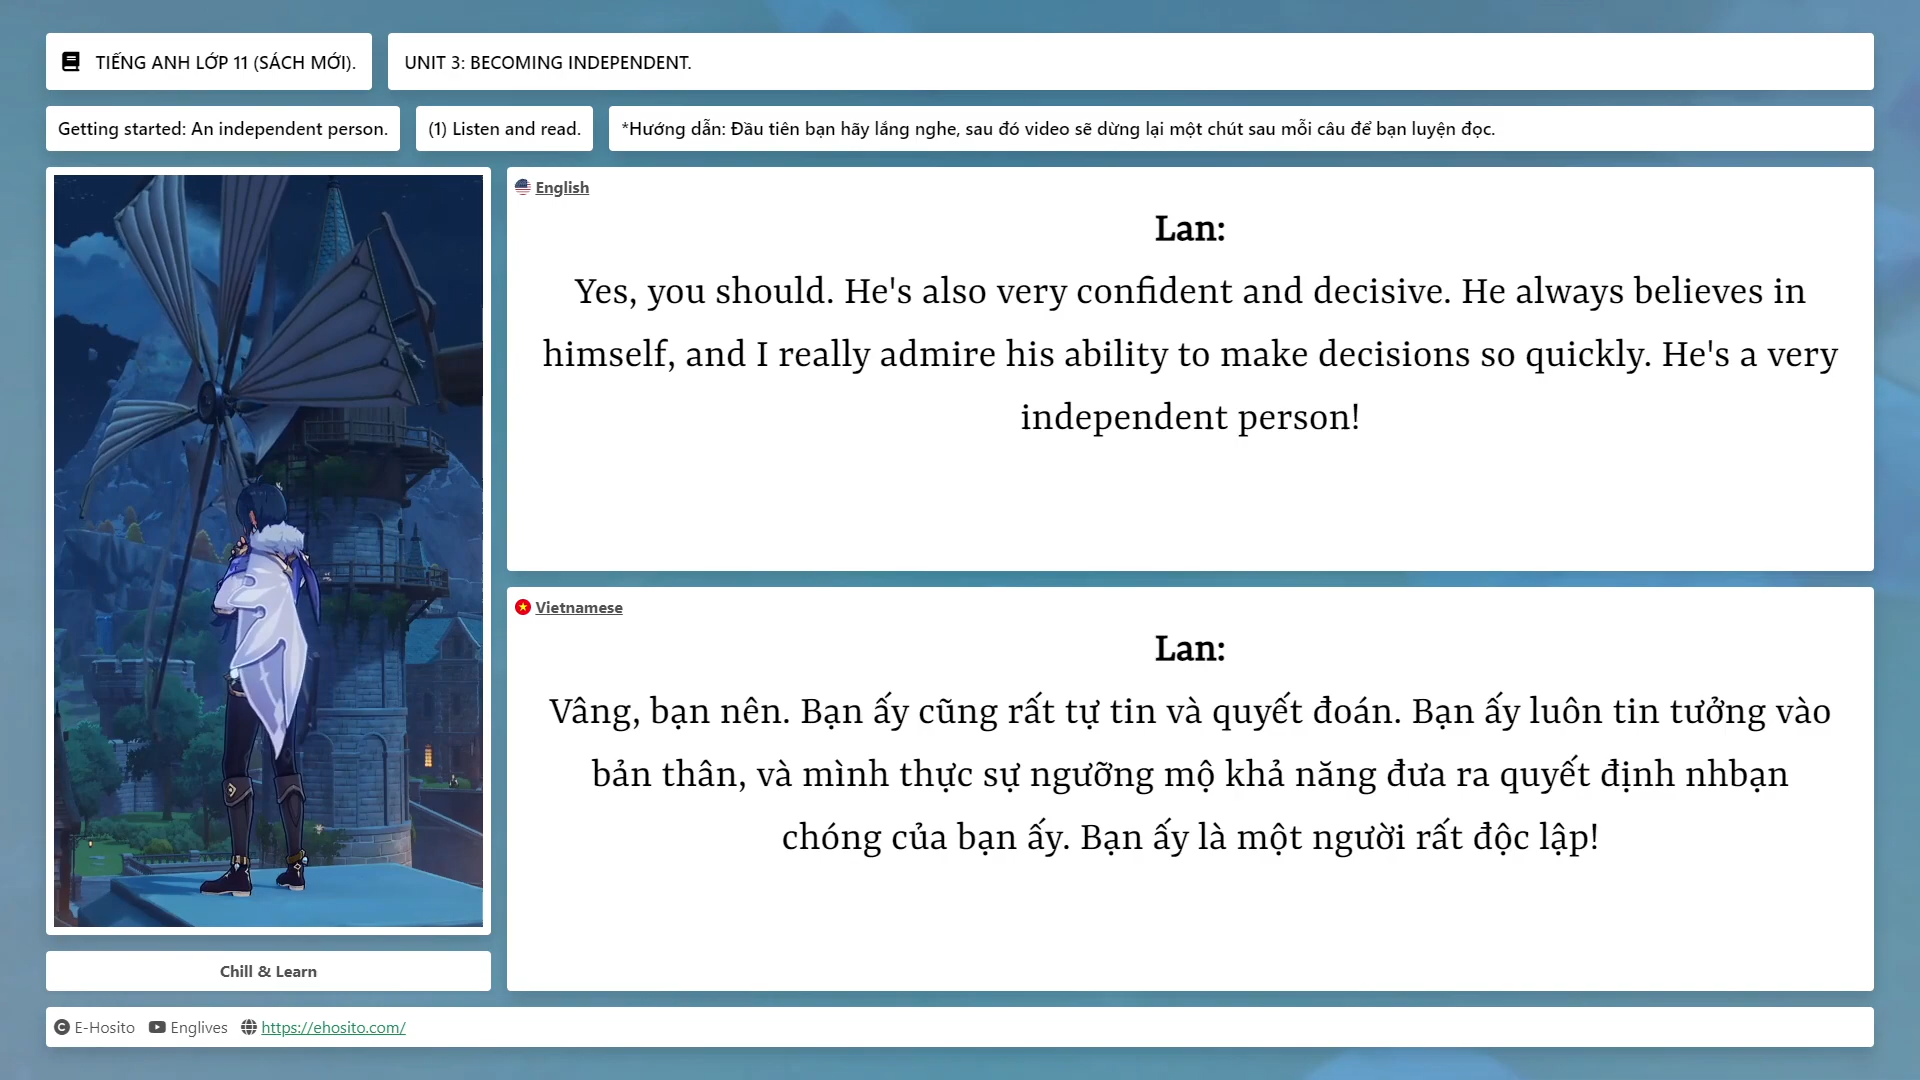 TIẾNG ANH LỚP 11 (SÁCH MỚI).
UNIT 3: BECOMING INDEPENDENT.
Getting started: An independent person.
(1) Listen and read.
*Hướng dẫn: Đầu tiên bạn hãy lắng nghe, sau đó video sẽ dừng lại một chút sau mỗi câu để bạn luyện đọc.
English
Lan:
Yes, you should. He's also very confident and decisive. He always believes in
himself, and I really admire his ability to make decisions so quickly. He's a very
independent person!
Vietnamese
Lan:
Vâng, bạn nên. Bạn ấy cũng rất tự tin và quyết đoán. Bạn ấy luôn tin tưởng vào
bản thân, và mình thực sự ngưỡng mộ khả năng đưa ra quyết định nhbạn
chóng của bạn ấy. Bạn ấy là một người rất độc lập!
Chill & Learn
E-Hosito Englives https://ehosito.com/